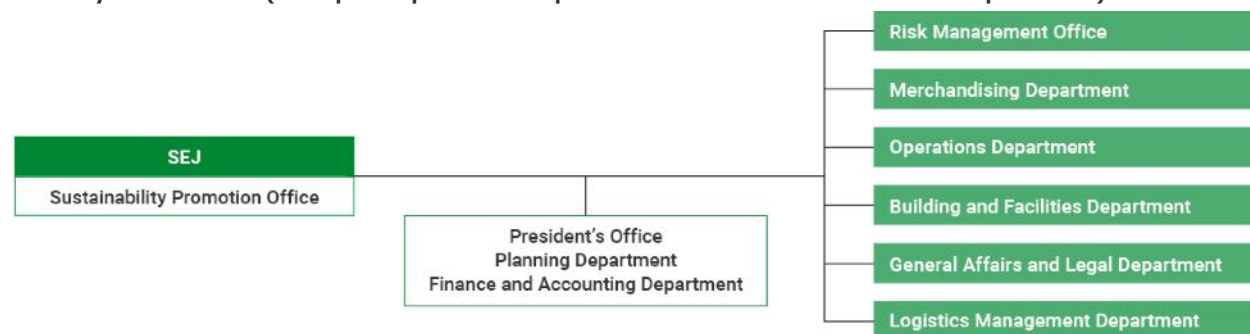 SEJ
Sustainability Promotion Office
President's Office
Planning Department
Finance and Accounting Department
Risk Management Office
Merchandising Department
Operations Department
Building and Facilities Department
General Affairs and Legal Department
Logistics Management Department